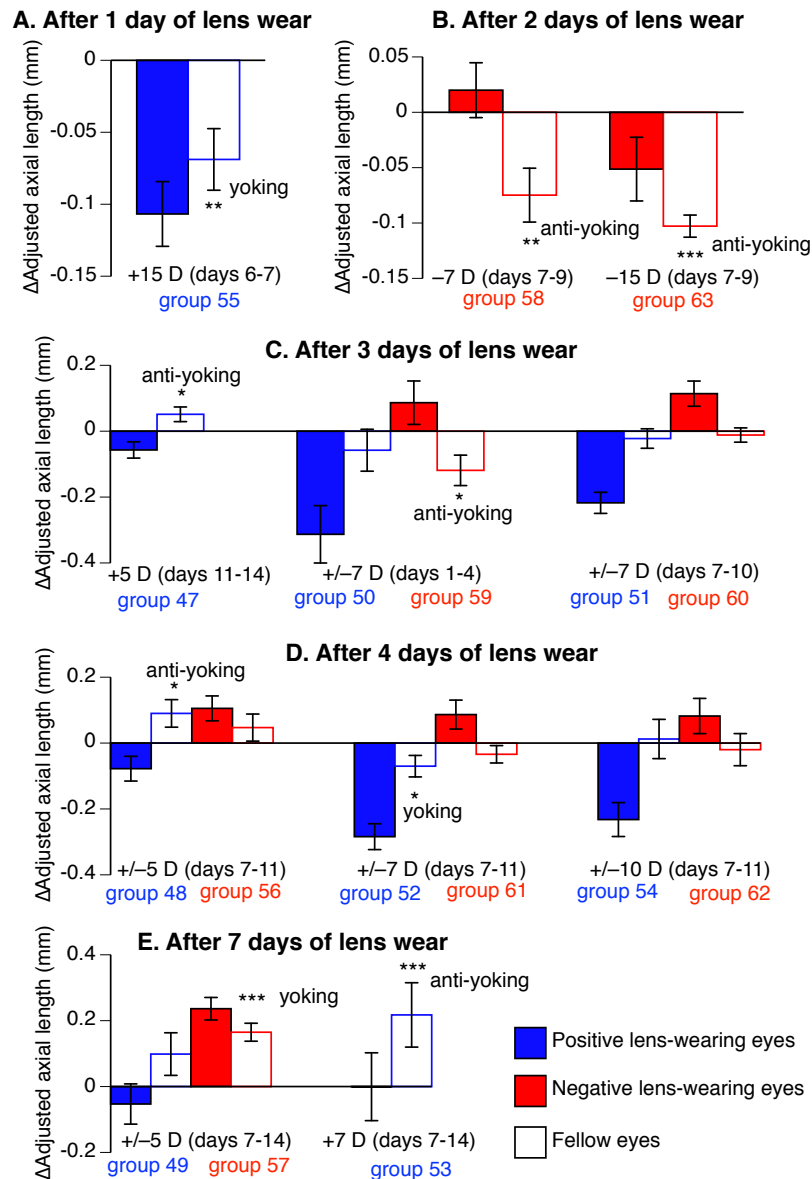 A. After 1 day of lens wear
ΔAdjusted axial length (mm)
0
-0.05
-0.1
-0.15
yoking
**
+15 D (days 6-7)
group 55
B. After 2 days of lens wear
ΔAdjusted axial length (mm)
0.05
0
-0.05
-0.1
-0.15
**
anti-yoking
***
anti-yoking
–7 D (days 7-9)
–15 D (days 7-9)
group 58
group 63
C. After 3 days of lens wear
ΔAdjusted axial length (mm)
0.2
0
-0.2
-0.4
anti-yoking
*
*
anti-yoking
+5 D (days 11-14)
+/–7 D (days 1-4)
+/–7 D (days 7-10)
group 47
group 50
group 59
group 51
group 60
D. After 4 days of lens wear
ΔAdjusted axial length (mm)
0.2
0
-0.2
-0.4
anti-yoking
*
*
yoking
+/–5 D (days 7-11)
+/–7 D (days 7-11)
+/–10 D (days 7-11)
group 48
group 56
group 52
group 61
group 54
group 62
E. After 7 days of lens wear
ΔAdjusted axial length (mm)
0.4
0.2
0
-0.2
*** yoking
*** anti-yoking
+/–5 D (days 7-14)
+7 D (days 7-14)
group 49
group 57
group 53
Positive lens-wearing eyes
Negative lens-wearing eyes
Fellow eyes